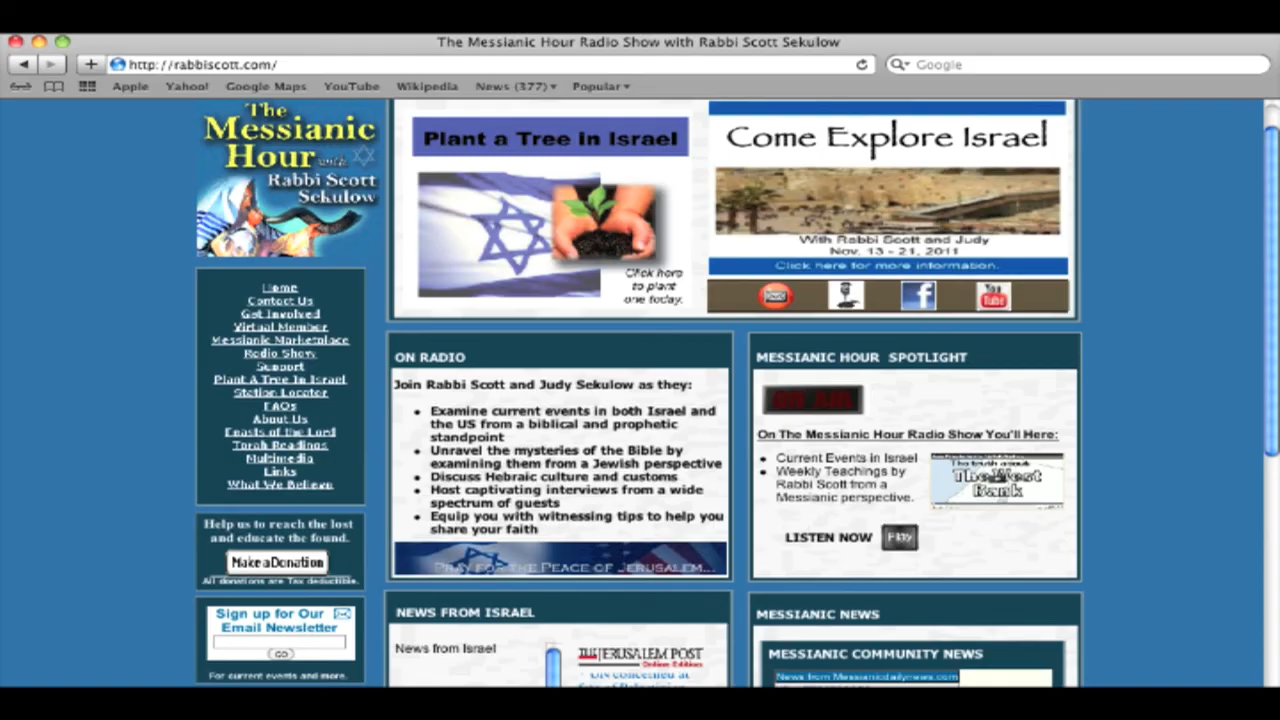 The Messianic Hour Radio Show with Rabbi Scott Sekulow
http://rabbiscott.com/
Google
Apple
Yahoo!
Google Maps
YouTube
Wikipedia
News (377)
Popular
The
Messianic
Hour with
Rabbi Scott
Sekulow
Home
Contact Us
Get Involved
Virtual Member
Messianic Marketplace
Radio Show
Support
Plant A Tree In Israel
Station Locator
FAQs
About Us
Feasts of the Lord
Torah Readings
Multimedia
Links
What We Believe
Help us to reach the lost
and educate the found.
Make a Donation
All donations are Tax deductible.
Sign up for Our
Email Newsletter
GO
For current events and more.
Plant a Tree in Israel
Click here
to plant
one today.
Come Explore Israel
With Rabbi Scott and Judy
Nov. 13 - 21, 2011
Click here for more information.
You
Tube
ON RADIO
Join Rabbi Scott and Judy Sekulow as they:
Examine current events in both Israel and
the US from a biblical and prophetic
standpoint
Unravel the mysteries of the Bible by
examining them from a Jewish perspective
Discuss Hebraic culture and customs
Host captivating interviews from a wide
spectrum of guests
Equip you with witnessing tips to help you
share your faith
PRAY FOR THE PEACE OF JERUSALEM...
MESSIANIC HOUR SPOTLIGHT
ON AIR
On The Messianic Hour Radio Show You'll Here:
Current Events in Israel
Weekly Teachings by
Rabbi Scott from a
Messianic perspective.
The truth about
The West
Bank
LISTEN NOW
Play
NEWS FROM ISRAEL
News from Israel
THE JERUSALEM POST
Online Edition
UN concerned at
MESSIANIC NEWS
MESSIANIC COMMUNITY NEWS
News from Messianicdailynews.com